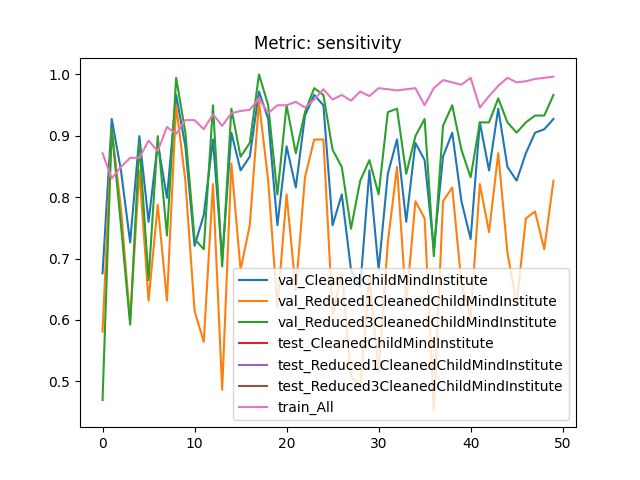 Metric: sensitivity
1.0
0.9
0.8
0.7
0.6
0.5
val_CleanedChildMindInstitute
val_Reduced1CleanedChildMindInstitute
val_Reduced3CleanedChildMindInstitute
test_CleanedChildMindInstitute
test_Reduced1CleanedChildMindInstitute
test_Reduced3CleanedChildMindInstitute
train_All
0 10 20 30 40 50